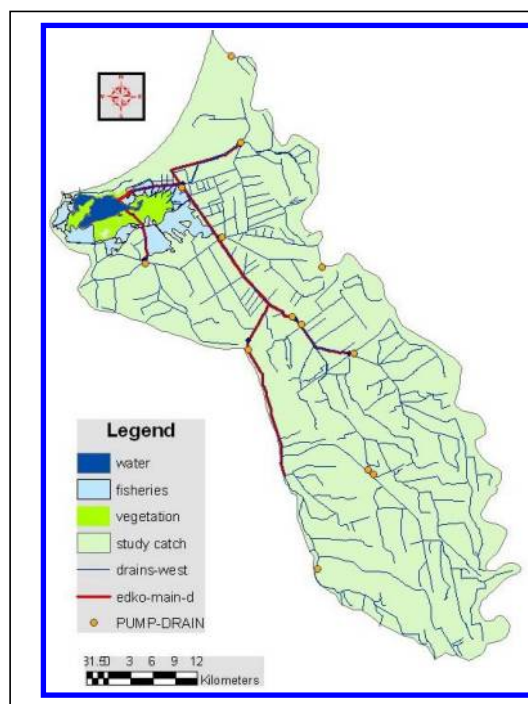 Legend
water
fisheries
vegetation
study catch
drains-west
edko-main-d
PUMP-DRAIN
3 6 9 12
Kilometers